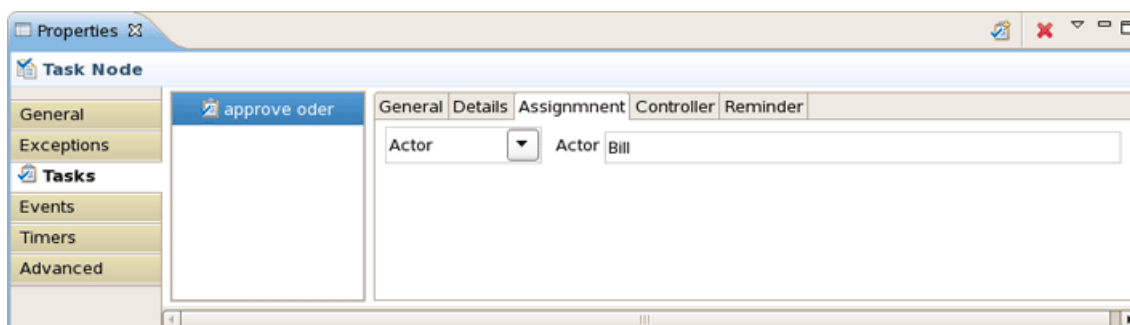 Properties
Task Node
General
Exceptions
Tasks
Events
Timers
Advanced
approve oder
General Details Assignmnent Controller Reminder
Actor Actor Bill